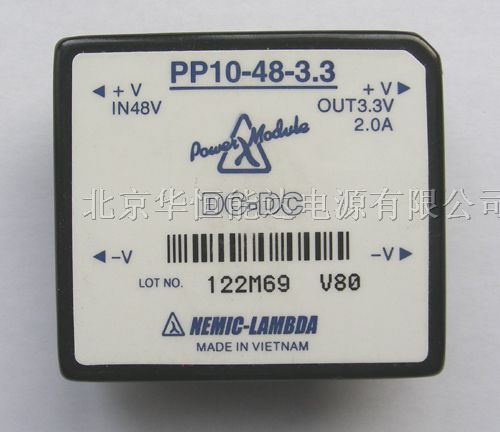 PP10-48-3.3
+V
IN48V
+V
OUT3.3V
2.0A
Power Module
DC-DC
北京华恒能达电源有限公司
-V
-V
LOT NO. 122M69 V80
NEMIC-LAMBDA
MADE IN VIETNAM